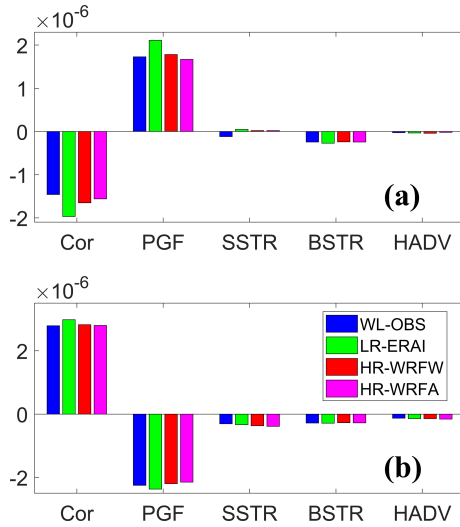 ×10⁻⁶
2
1
0
-1
-2
(a)
Cor PGF SSTR BSTR HADV
×10⁻⁶
2
0
-2
WL-OBS
LR-ERAI
HR-WRFW
HR-WRFA
(b)
Cor PGF SSTR BSTR HADV